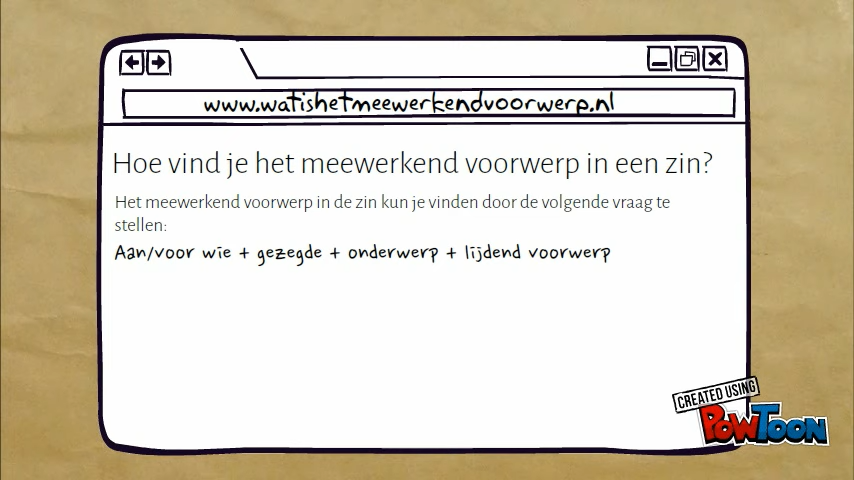 www.watishetmeewerkendvoorwerp.nl
Hoe vind je het meewerkend voorwerp in een zin?
Het meewerkend voorwerp in de zin kun je vinden door de volgende vraag te
stellen:
Aan/voor wie + gezegde + onderwerp + lijdend voorwerp
CREATED USING
POWTOON